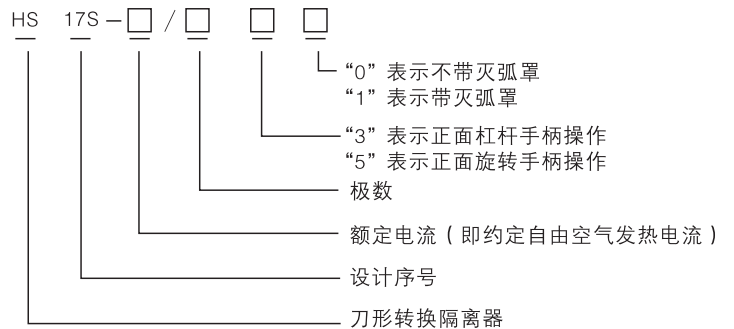 HS 17S-□/□ □ □
“0”表示不带灭弧罩
“1”表示带灭弧罩
“3”表示正面杠杆手柄操作
“5”表示正面旋转手柄操作
极数
额定电流(即约定自由空气发热电流)
设计序号
刀形转换隔离器